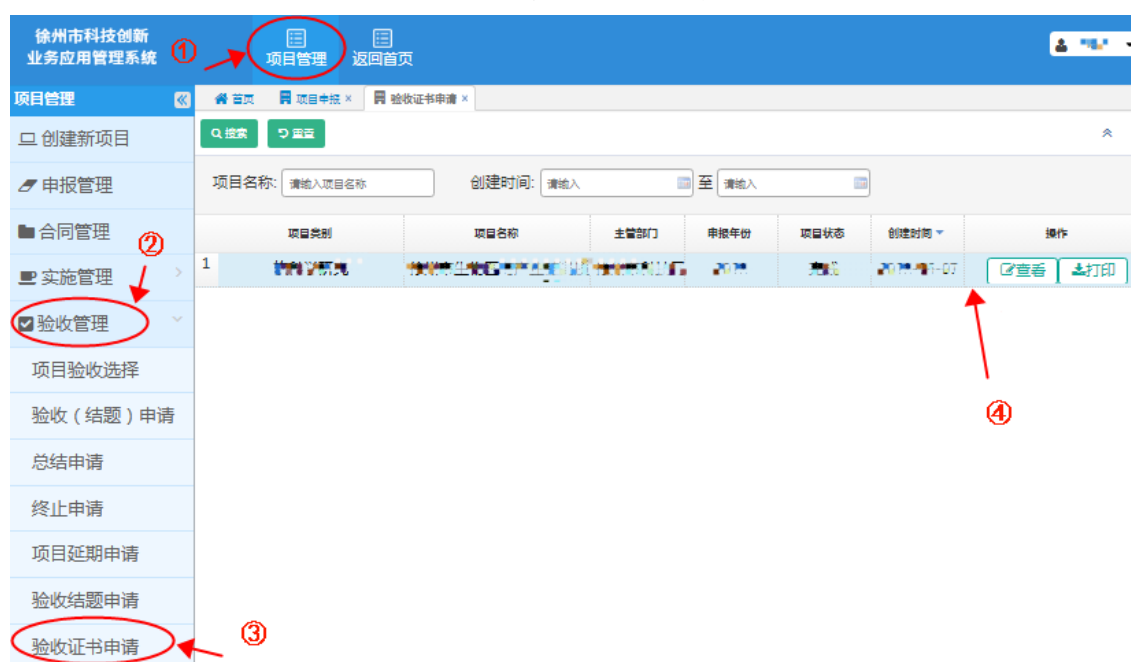 徐州市科技创新
业务应用管理系统
①
项目管理
返回首页
项目管理
首页
项目申报 ×
验收证书申请 ×
创建新项目
申报管理
合同管理
②
实施管理
验收管理
项目验收选择
验收（结题）申请
总结申请
终止申请
项目延期申请
验收结题申请
验收证书申请
③
搜索
重置
项目名称: 请输入项目名称
创建时间: 请输入 至 请输入
项目类别 项目名称 主管部门 申报年份 项目状态 创建时间 操作
1 查看 打印
④